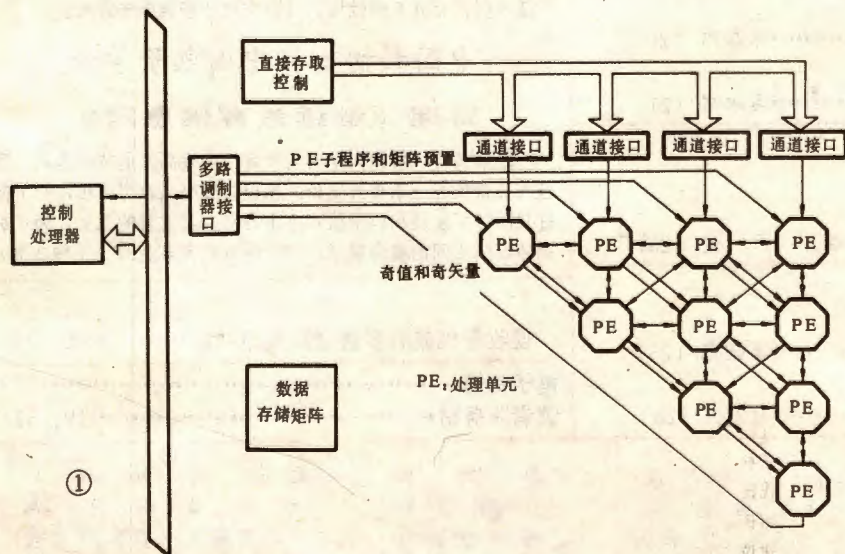 直接存取
控制
通道接口
通道接口
通道接口
通道接口
PE子程序和矩阵预置
多路
调制
器接
口
控制
处理器
PE
PE
PE
PE
奇值和奇矢量
PE
PE
PE
PE:处理单元
PE
PE
数据
存储矩阵
PE
①